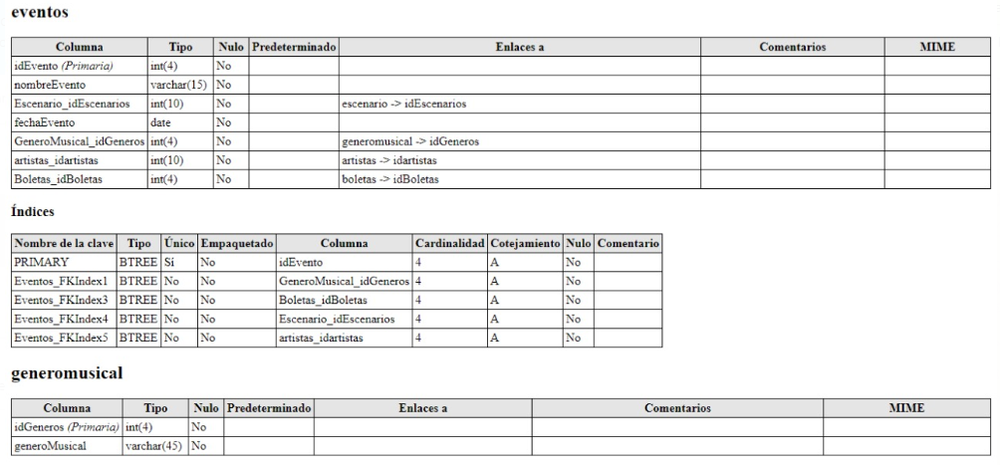 eventos
Columna Tipo Nulo Predeterminado Enlaces a Comentarios MIME
idEvento (Primaria) int(4) No
nombreEvento varchar(15) No
Escenario_idEscenarios int(10) No escenario -> idEscenarios
fechaEvento date No
GeneroMusical_idGeneros int(4) No generomusical -> idGeneros
artistas_idartistas int(10) No artistas -> idartistas
Boletas_idBoletas int(4) No boletas -> idBoletas
Índices
Nombre de la clave Tipo Único Empaquetado Columna Cardinalidad Cotejamiento Nulo Comentario
PRIMARY BTREE Sí No idEvento 4 A No
Eventos_FKIndex1 BTREE No No GeneroMusical_idGeneros 4 A No
Eventos_FKIndex3 BTREE No No Boletas_idBoletas 4 A No
Eventos_FKIndex4 BTREE No No Escenario_idEscenarios 4 A No
Eventos_FKIndex5 BTREE No No artistas_idartistas 4 A No
generomusical
Columna Tipo Nulo Predeterminado Enlaces a Comentarios MIME
idGeneros (Primaria) int(4) No
generoMusical varchar(45) No